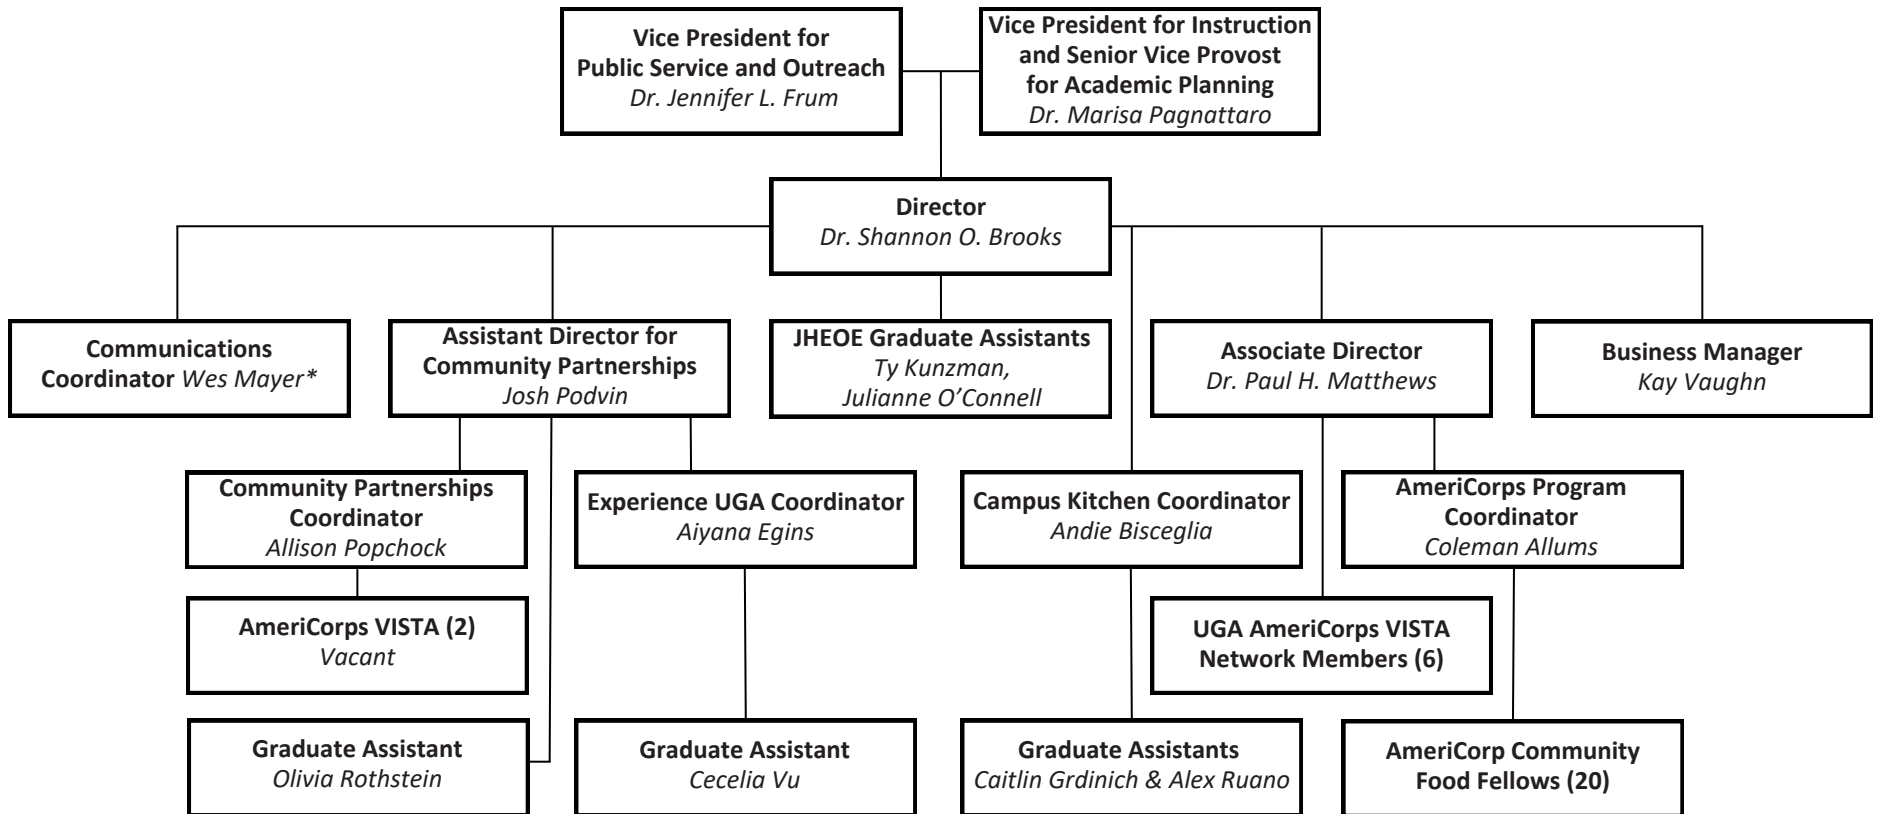 Vice President for
Public Service and Outreach
Dr. Jennifer L. Frum
Vice President for Instruction
and Senior Vice Provost
for Academic Planning
Dr. Marisa Pagnattaro
Director
Dr. Shannon O. Brooks
Communications
Coordinator Wes Mayer*
Assistant Director for
Community Partnerships
Josh Podvin
JHEOE Graduate Assistants
Ty Kunzman,
Julianne O’Connell
Associate Director
Dr. Paul H. Matthews
Business Manager
Kay Vaughn
Community Partnerships
Coordinator
Allison Popchock
Experience UGA Coordinator
Aiyana Egins
Campus Kitchen Coordinator
Andie Bisceglia
AmeriCorps Program
Coordinator
Coleman Allums
AmeriCorps VISTA (2)
Vacant
UGA AmeriCorps VISTA
Network Members (6)
Graduate Assistant
Olivia Rothstein
Graduate Assistant
Cecelia Vu
Graduate Assistants
Caitlin Grdinich & Alex Ruano
AmeriCorp Community
Food Fellows (20)